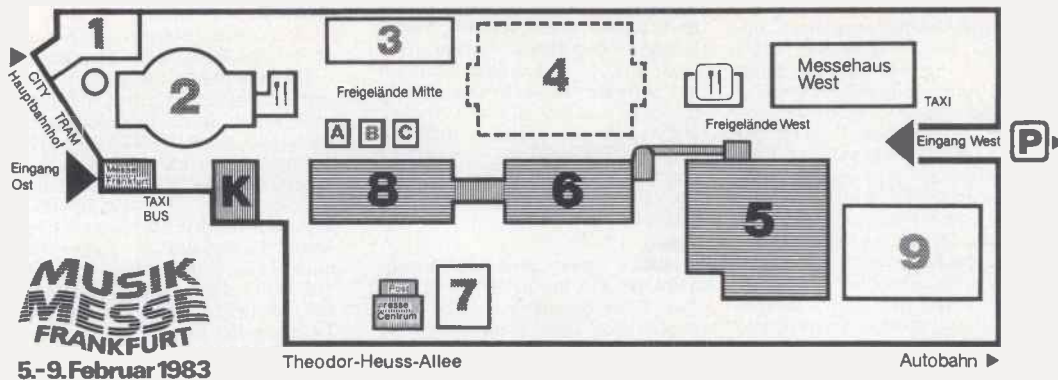 1
CITY
Hauptbahnhof
TRAM
2
3
Freigelände Mitte
A B C
4
Messehaus
West
TAXI
Freigelände West
Eingang West
P
Eingang
Ost
Messe
Frankfurt
TAXI
BUS
K
8
6
5
9
7
Post
Presse
Centrum
MUSIK
MESSE
FRANKFURT
5.-9. Februar 1983
Theodor-Heuss-Allee
Autobahn